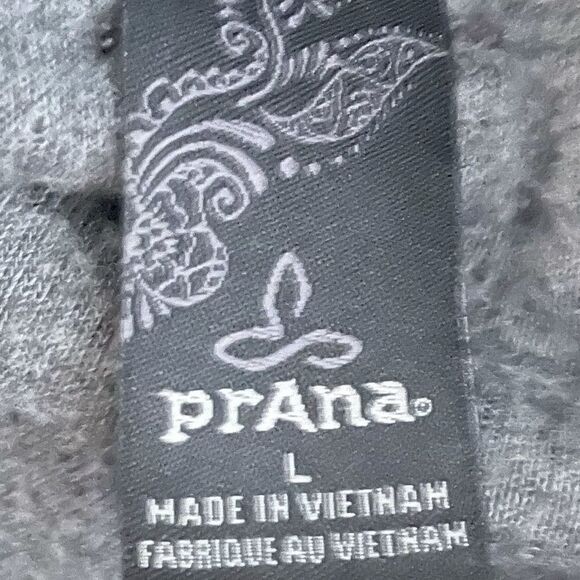 prAna®
L
MADE IN VIETNAM
FABRIQUE AU VIETNAM